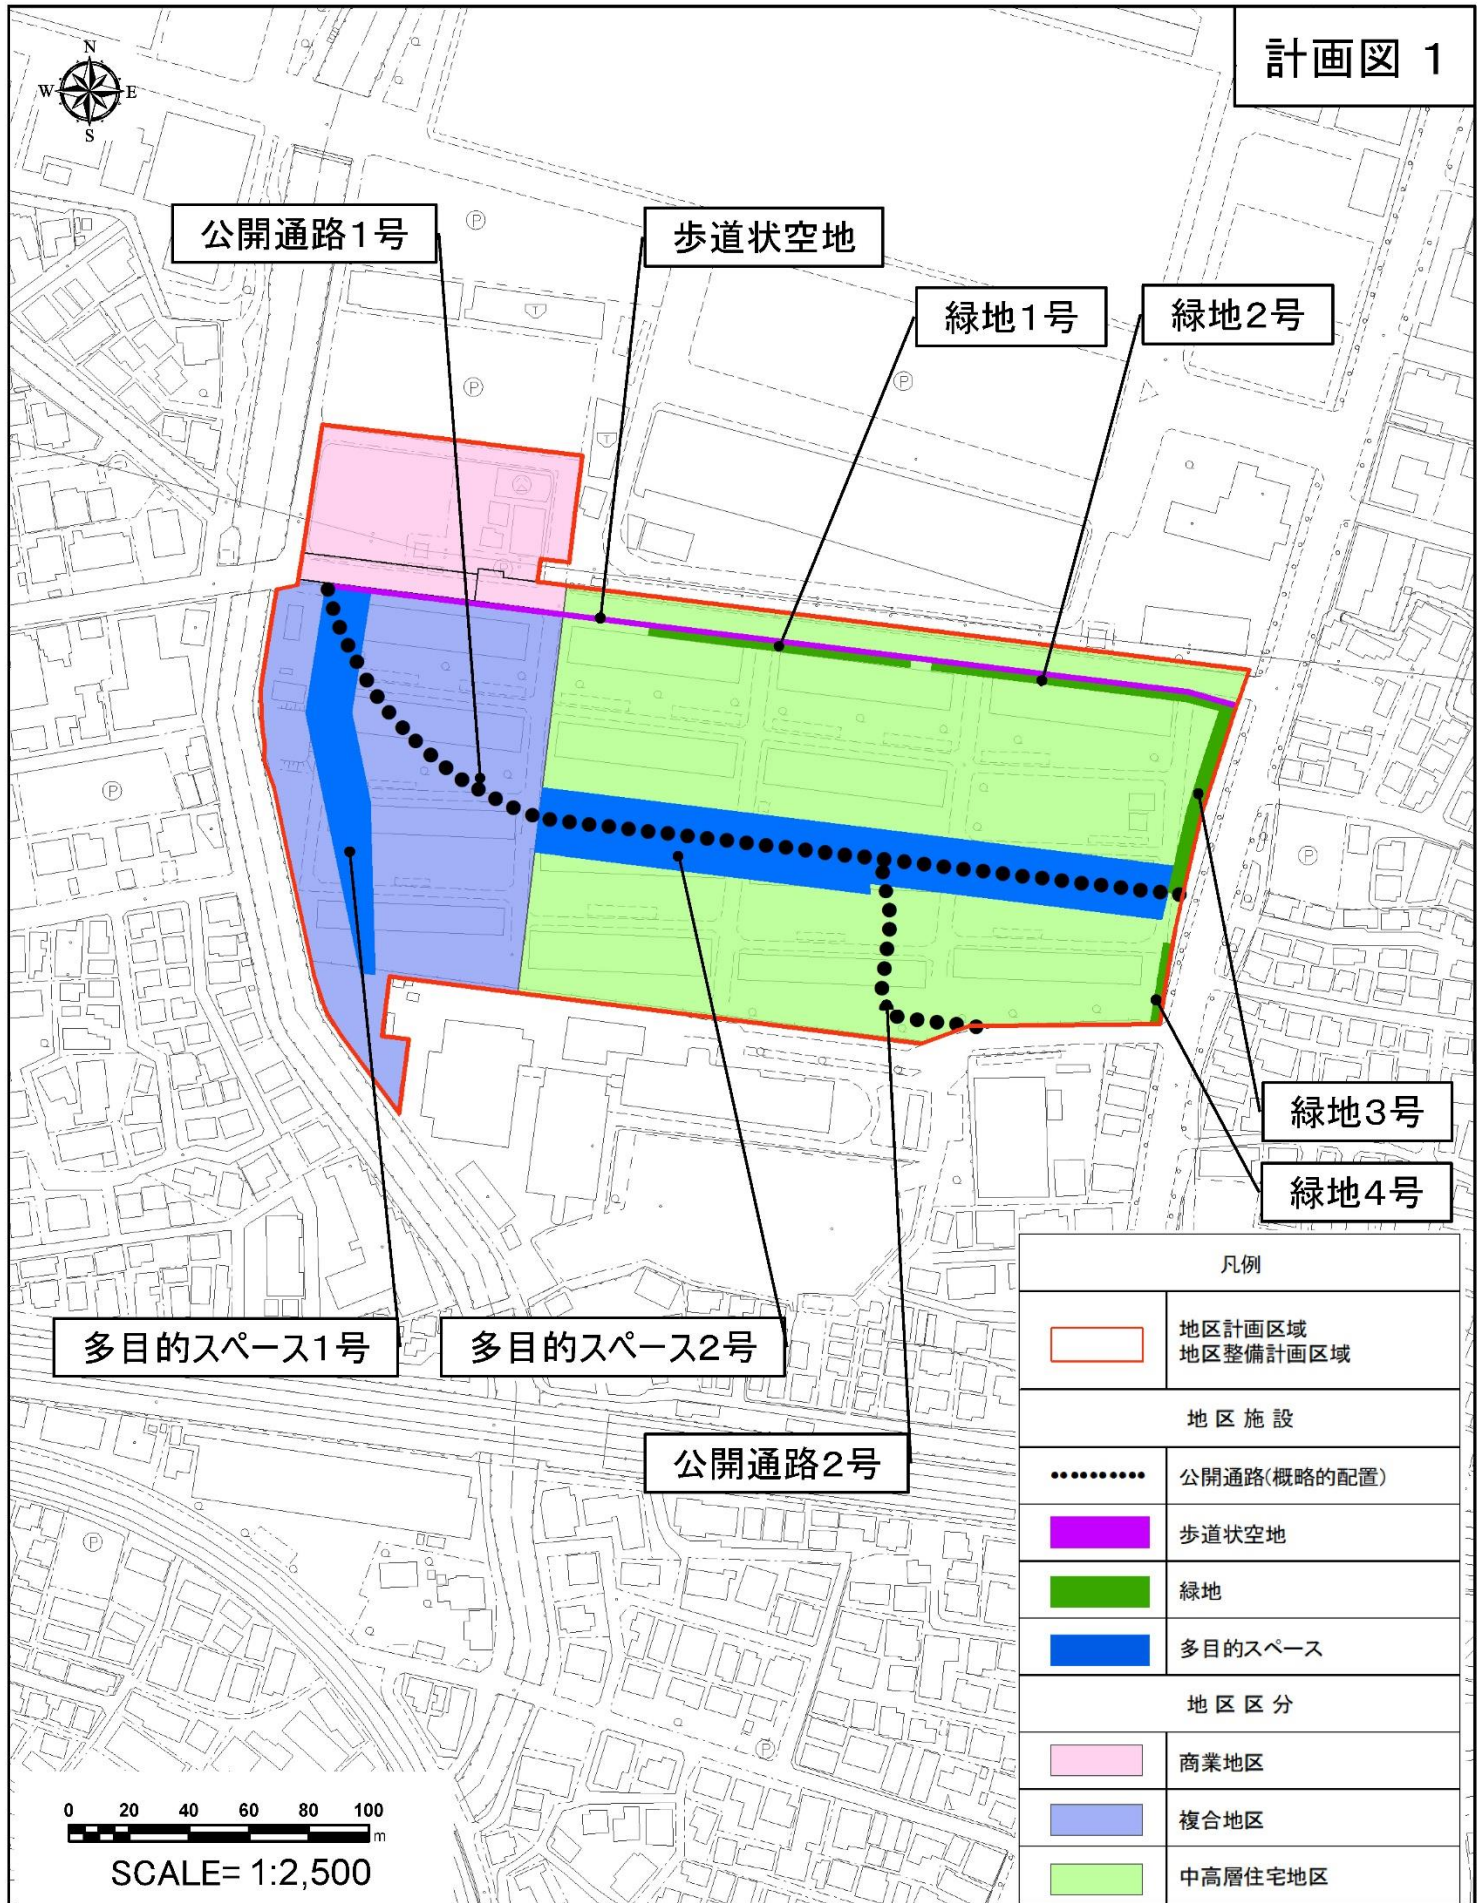 計画図 1
N
W
E
S
公開通路1号
歩道状空地
緑地1号
緑地2号
P
P
P
T
T
P
P
緑地3号
緑地4号
多目的スペース1号
多目的スペース2号
公開通路2号
P
P
凡例
地区計画区域
地区整備計画区域
地区施設
公開通路(概略的配置)
歩道状空地
緑地
多目的スペース
地区区分
商業地区
複合地区
中高層住宅地区
0 20 40 60 80 100
m
SCALE= 1:2,500